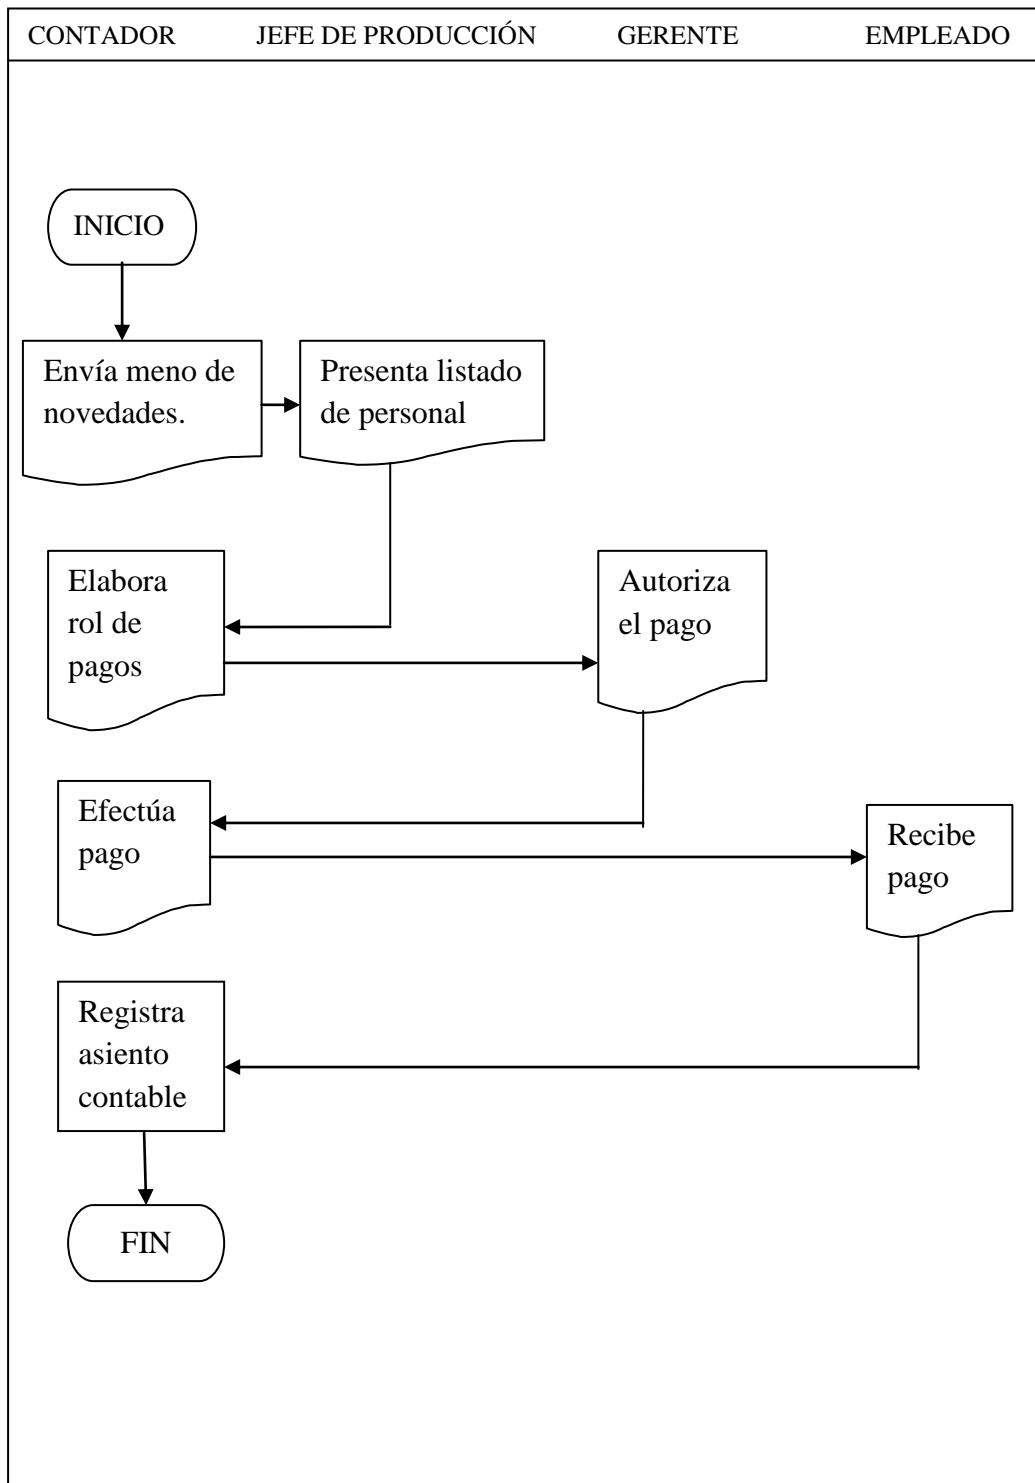 CONTADOR JEFE DE PRODUCCIÓN GERENTE EMPLEADO
INICIO
Envía meno de
novedades.
Presenta listado
de personal
Elabora
rol de
pagos
Autoriza
el pago
Efectúa
pago
Recibe
pago
Registra
asiento
contable
FIN